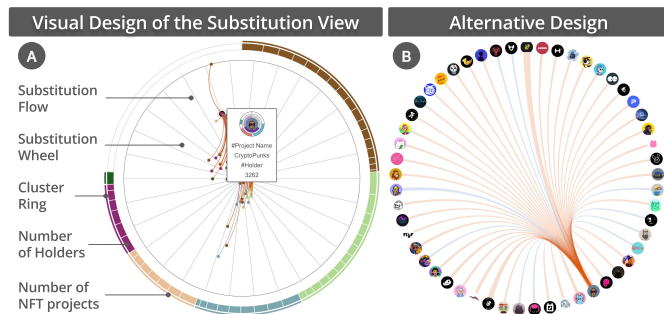 Visual Design of the Substitution View
Alternative Design
A
B
Substitution
Flow
Substitution
Wheel
Cluster
Ring
Number
of Holders
Number of
NFT projects
#Project Name
CryptoPunks
#Holder
3262